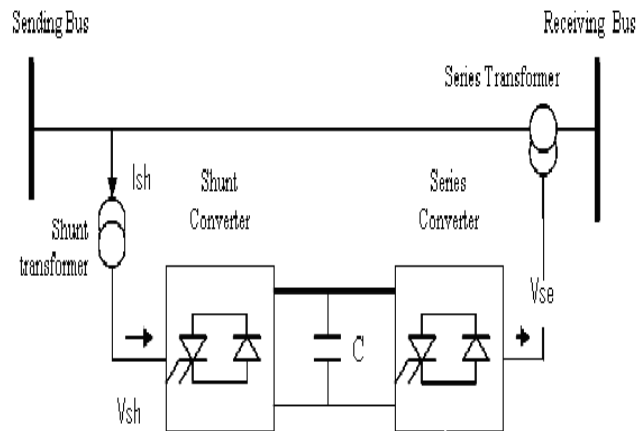 Sending Bus
Receiving Bus
Series Transformer
Ish
Shunt
Converter
Series
Converter
Shunt
transformer
Vse
C
Vsh